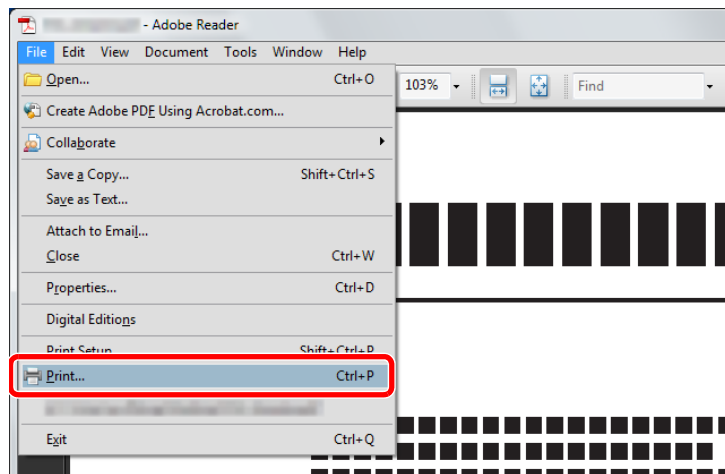 - Adobe Reader
File Edit View Document Tools Window Help
Open... Ctrl+O
103%
Find
Create Adobe PDF Using Acrobat.com...
Collaborate
Save a Copy... Shift+Ctrl+S
Save as Text...
Attach to Email...
Close Ctrl+W
Properties... Ctrl+D
Digital Editions
Print Setup... Shift+Ctrl+P
Print... Ctrl+P
Exit Ctrl+Q